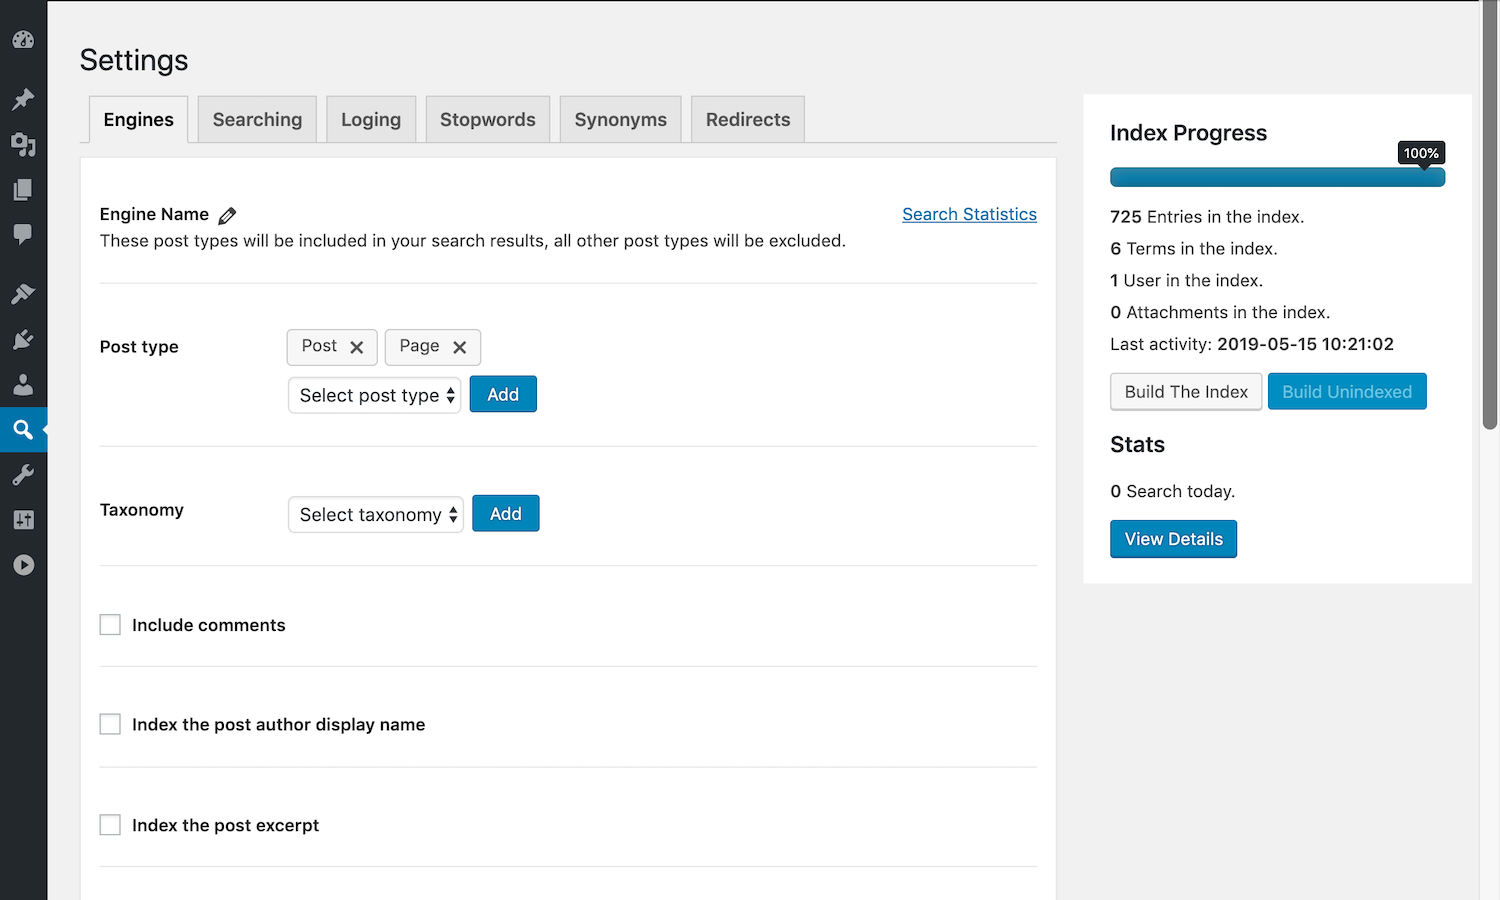 Settings
Engines
Searching
Loging
Stopwords
Synonyms
Redirects
Engine Name
Search Statistics
These post types will be included in your search results, all other post types will be excluded.
Post type
Post
Page
Select post type
Add
Taxonomy
Select taxonomy
Add
Include comments
Index the post author display name
Index the post excerpt
Index Progress
100%
725 Entries in the index.
6 Terms in the index.
1 User in the index.
0 Attachments in the index.
Last activity: 2019-05-15 10:21:02
Build The Index
Build Unindexed
Stats
0 Search today.
View Details